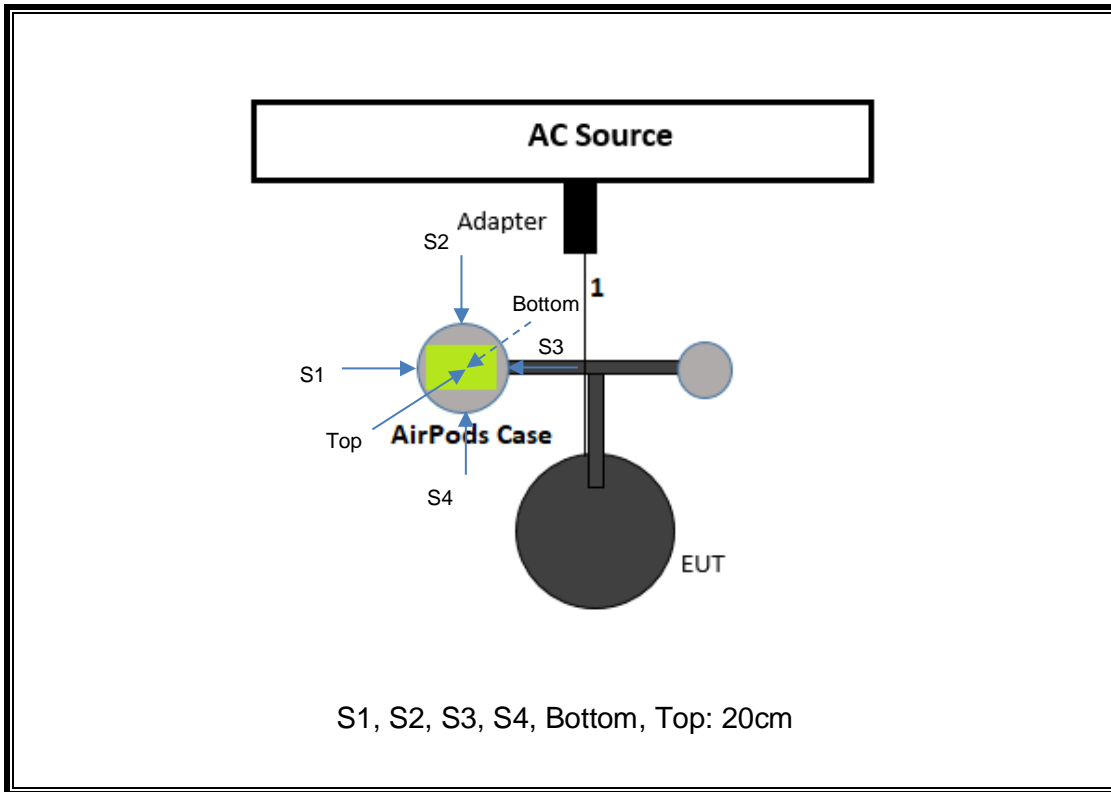 AC Source
Adapter
S2
1
Bottom
S3
S1
Top
AirPods Case
S4
EUT
S1, S2, S3, S4, Bottom, Top: 20cm